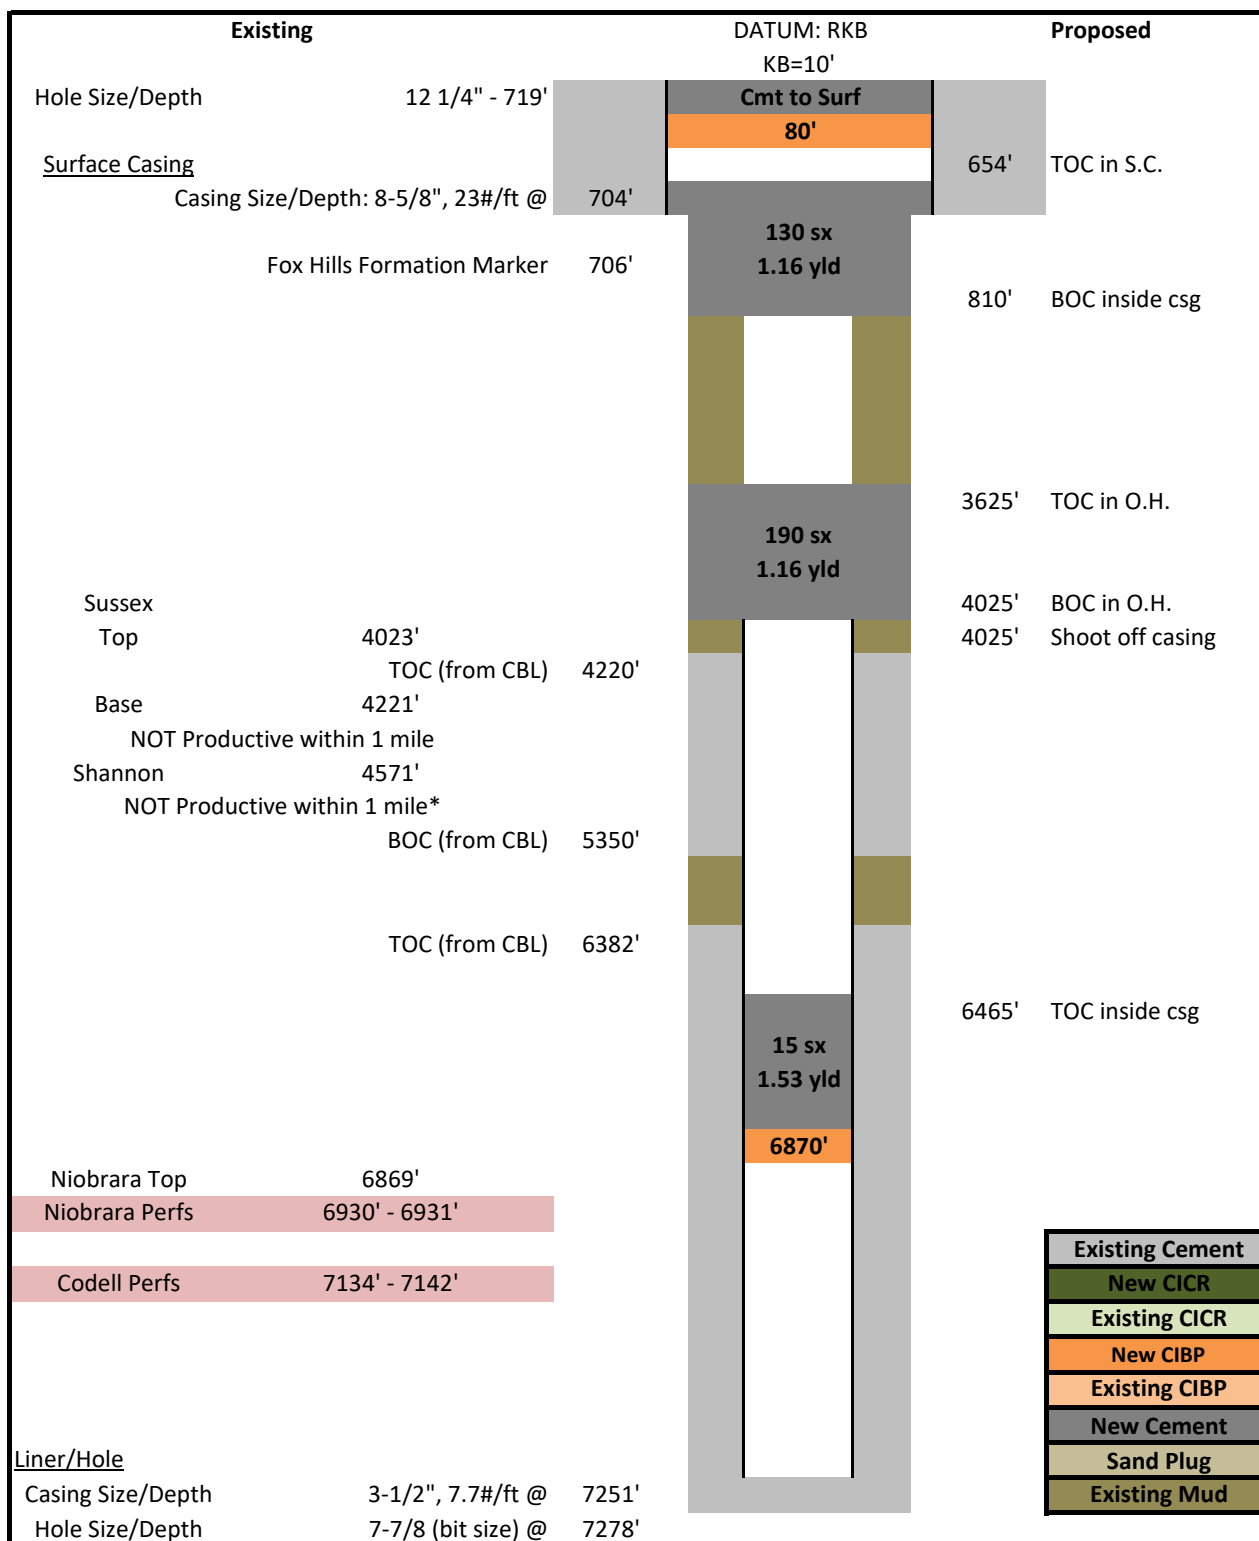 Existing DATUM: RKB Proposed
KB=10'
Hole Size/Depth 12 1/4" - 719' Cmt to Surf
80'
Surface Casing 654' TOC in S.C.
Casing Size/Depth: 8-5/8", 23#/ft @ 704'
130 sx
Fox Hills Formation Marker 706' 1.16 yld
810' BOC inside csg
3625' TOC in O.H.
190 sx
1.16 yld
Sussex 4025' BOC in O.H.
Top 4023' 4025' Shoot off casing
TOC (from CBL) 4220'
Base 4221'
NOT Productive within 1 mile
Shannon 4571'
NOT Productive within 1 mile*
BOC (from CBL) 5350'
TOC (from CBL) 6382'
6465' TOC inside csg
15 sx
1.53 yld
6870'
Niobrara Top 6869'
Niobrara Perfs 6930' - 6931'
Existing Cement
Codell Perfs 7134' - 7142' New CICR
Existing CICR
New CIBP
Existing CIBP
New Cement
Liner/Hole Sand Plug
Casing Size/Depth 3-1/2", 7.7#/ft @ 7251' Existing Mud
Hole Size/Depth 7-7/8 (bit size) @ 7278'